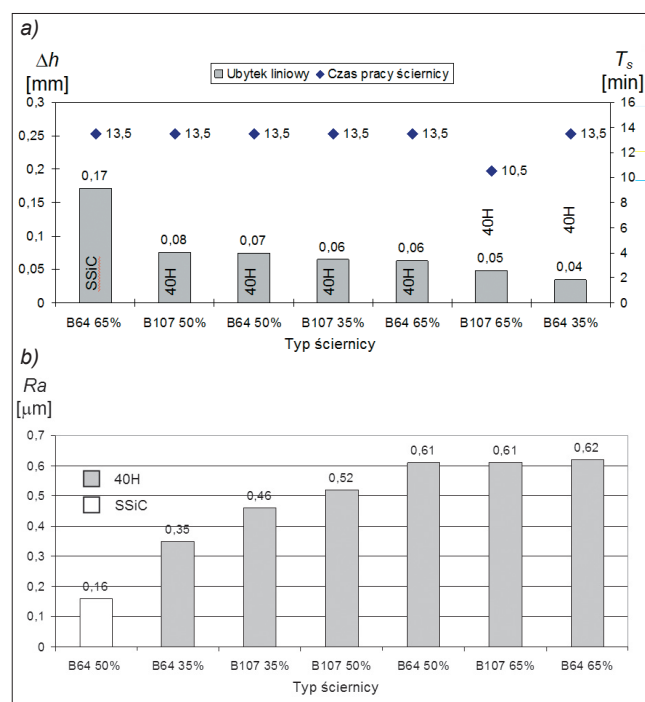 a)
Δh
[mm]
Ts
[min]
Ubytek liniowy Czas pracy ściernicy
0,3
0,25
0,2
0,15
0,1
0,05
0
16
14
12
10
8
6
4
2
0
13,5 13,5 13,5 13,5 13,5 10,5 13,5
0,17 0,08 0,07 0,06 0,06 0,05 0,04
SSiC 40H 40H 40H 40H 40H 40H
B64 65% B107 50% B64 50% B107 35% B64 65% B107 65% B64 35%
Typ ściernicy
b)
Ra
[μm]
0,7
0,6
0,5
0,4
0,3
0,2
0,1
0
40H
SSiC
0,16 0,35 0,46 0,52 0,61 0,61 0,62
B64 50% B64 35% B107 35% B107 50% B64 50% B107 65% B64 65%
Typ ściernicy